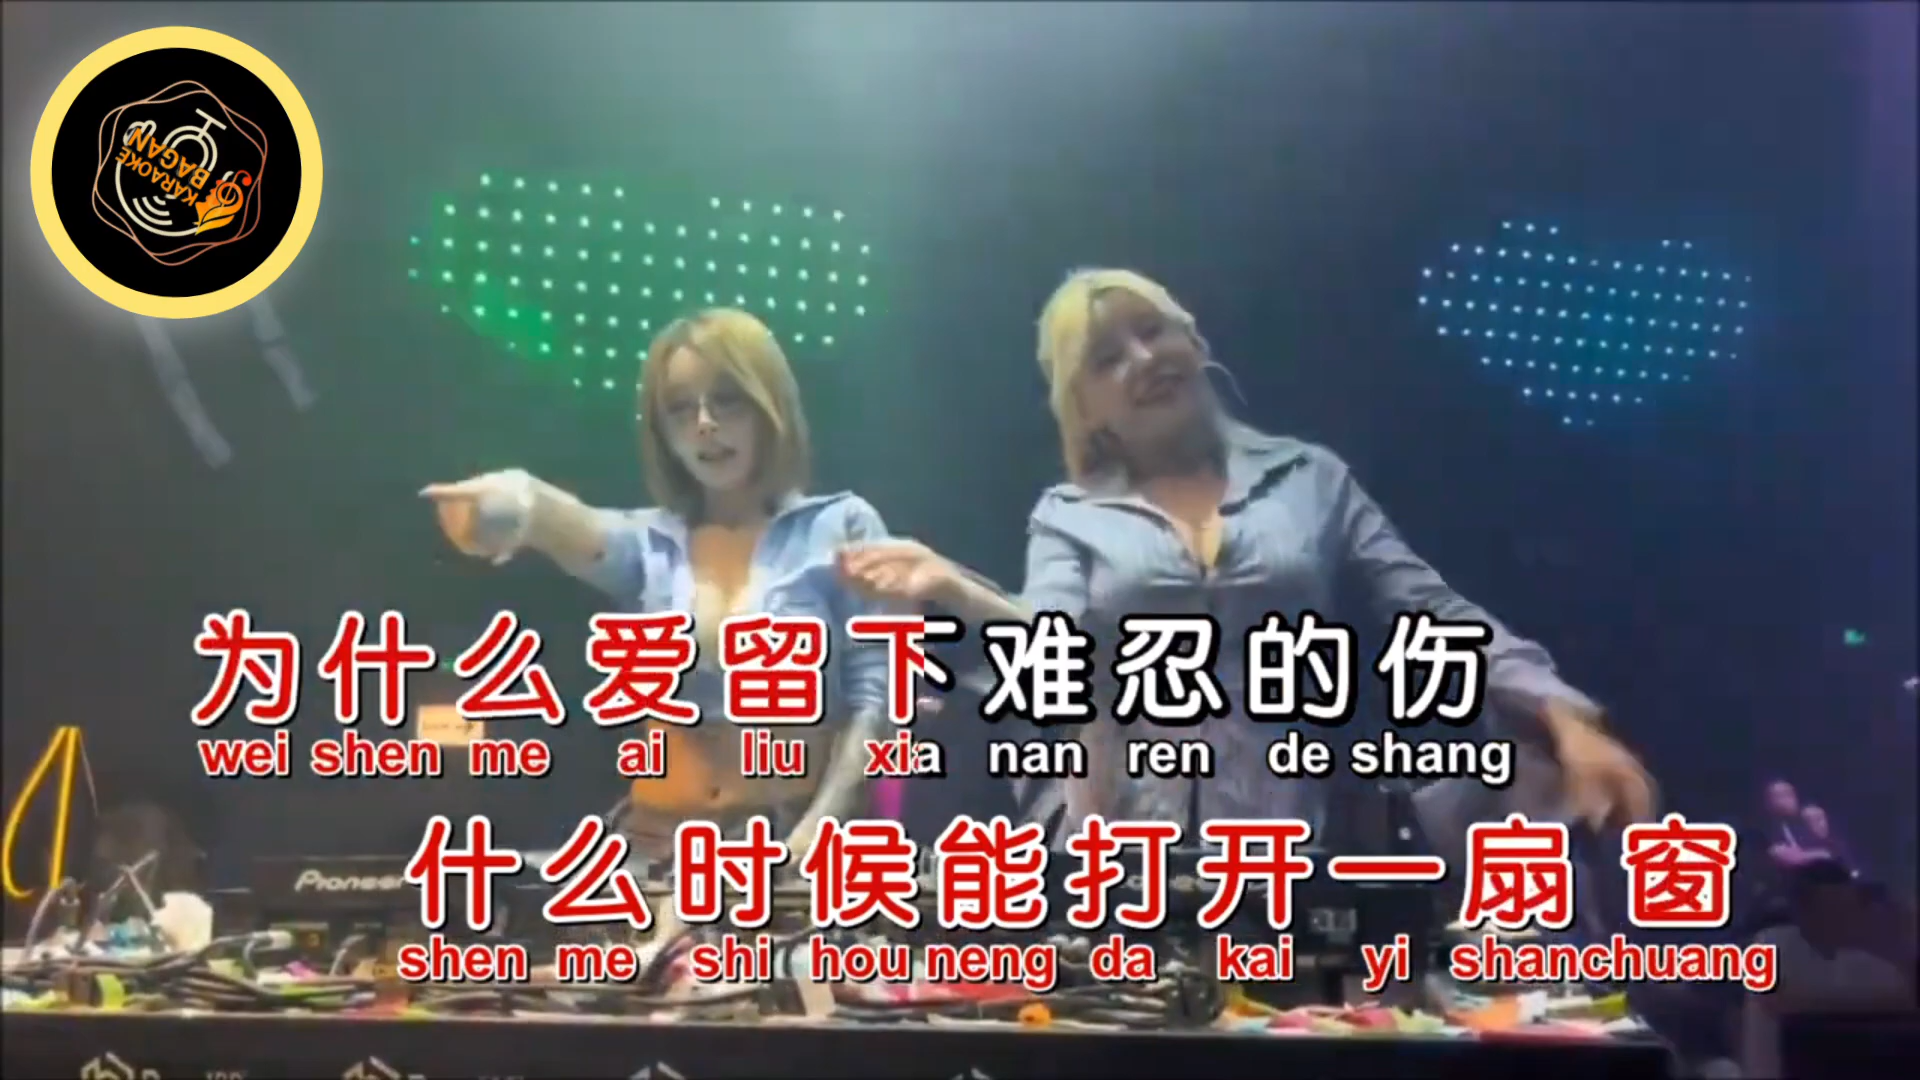 KARAOKE
BAGAN
为什么爱留下难忍的伤
wei shen me ai liu xia nan ren de shang
什么时候能打开一扇窗
shen me shi hou neng da kai yi shanchuang
Pioneer